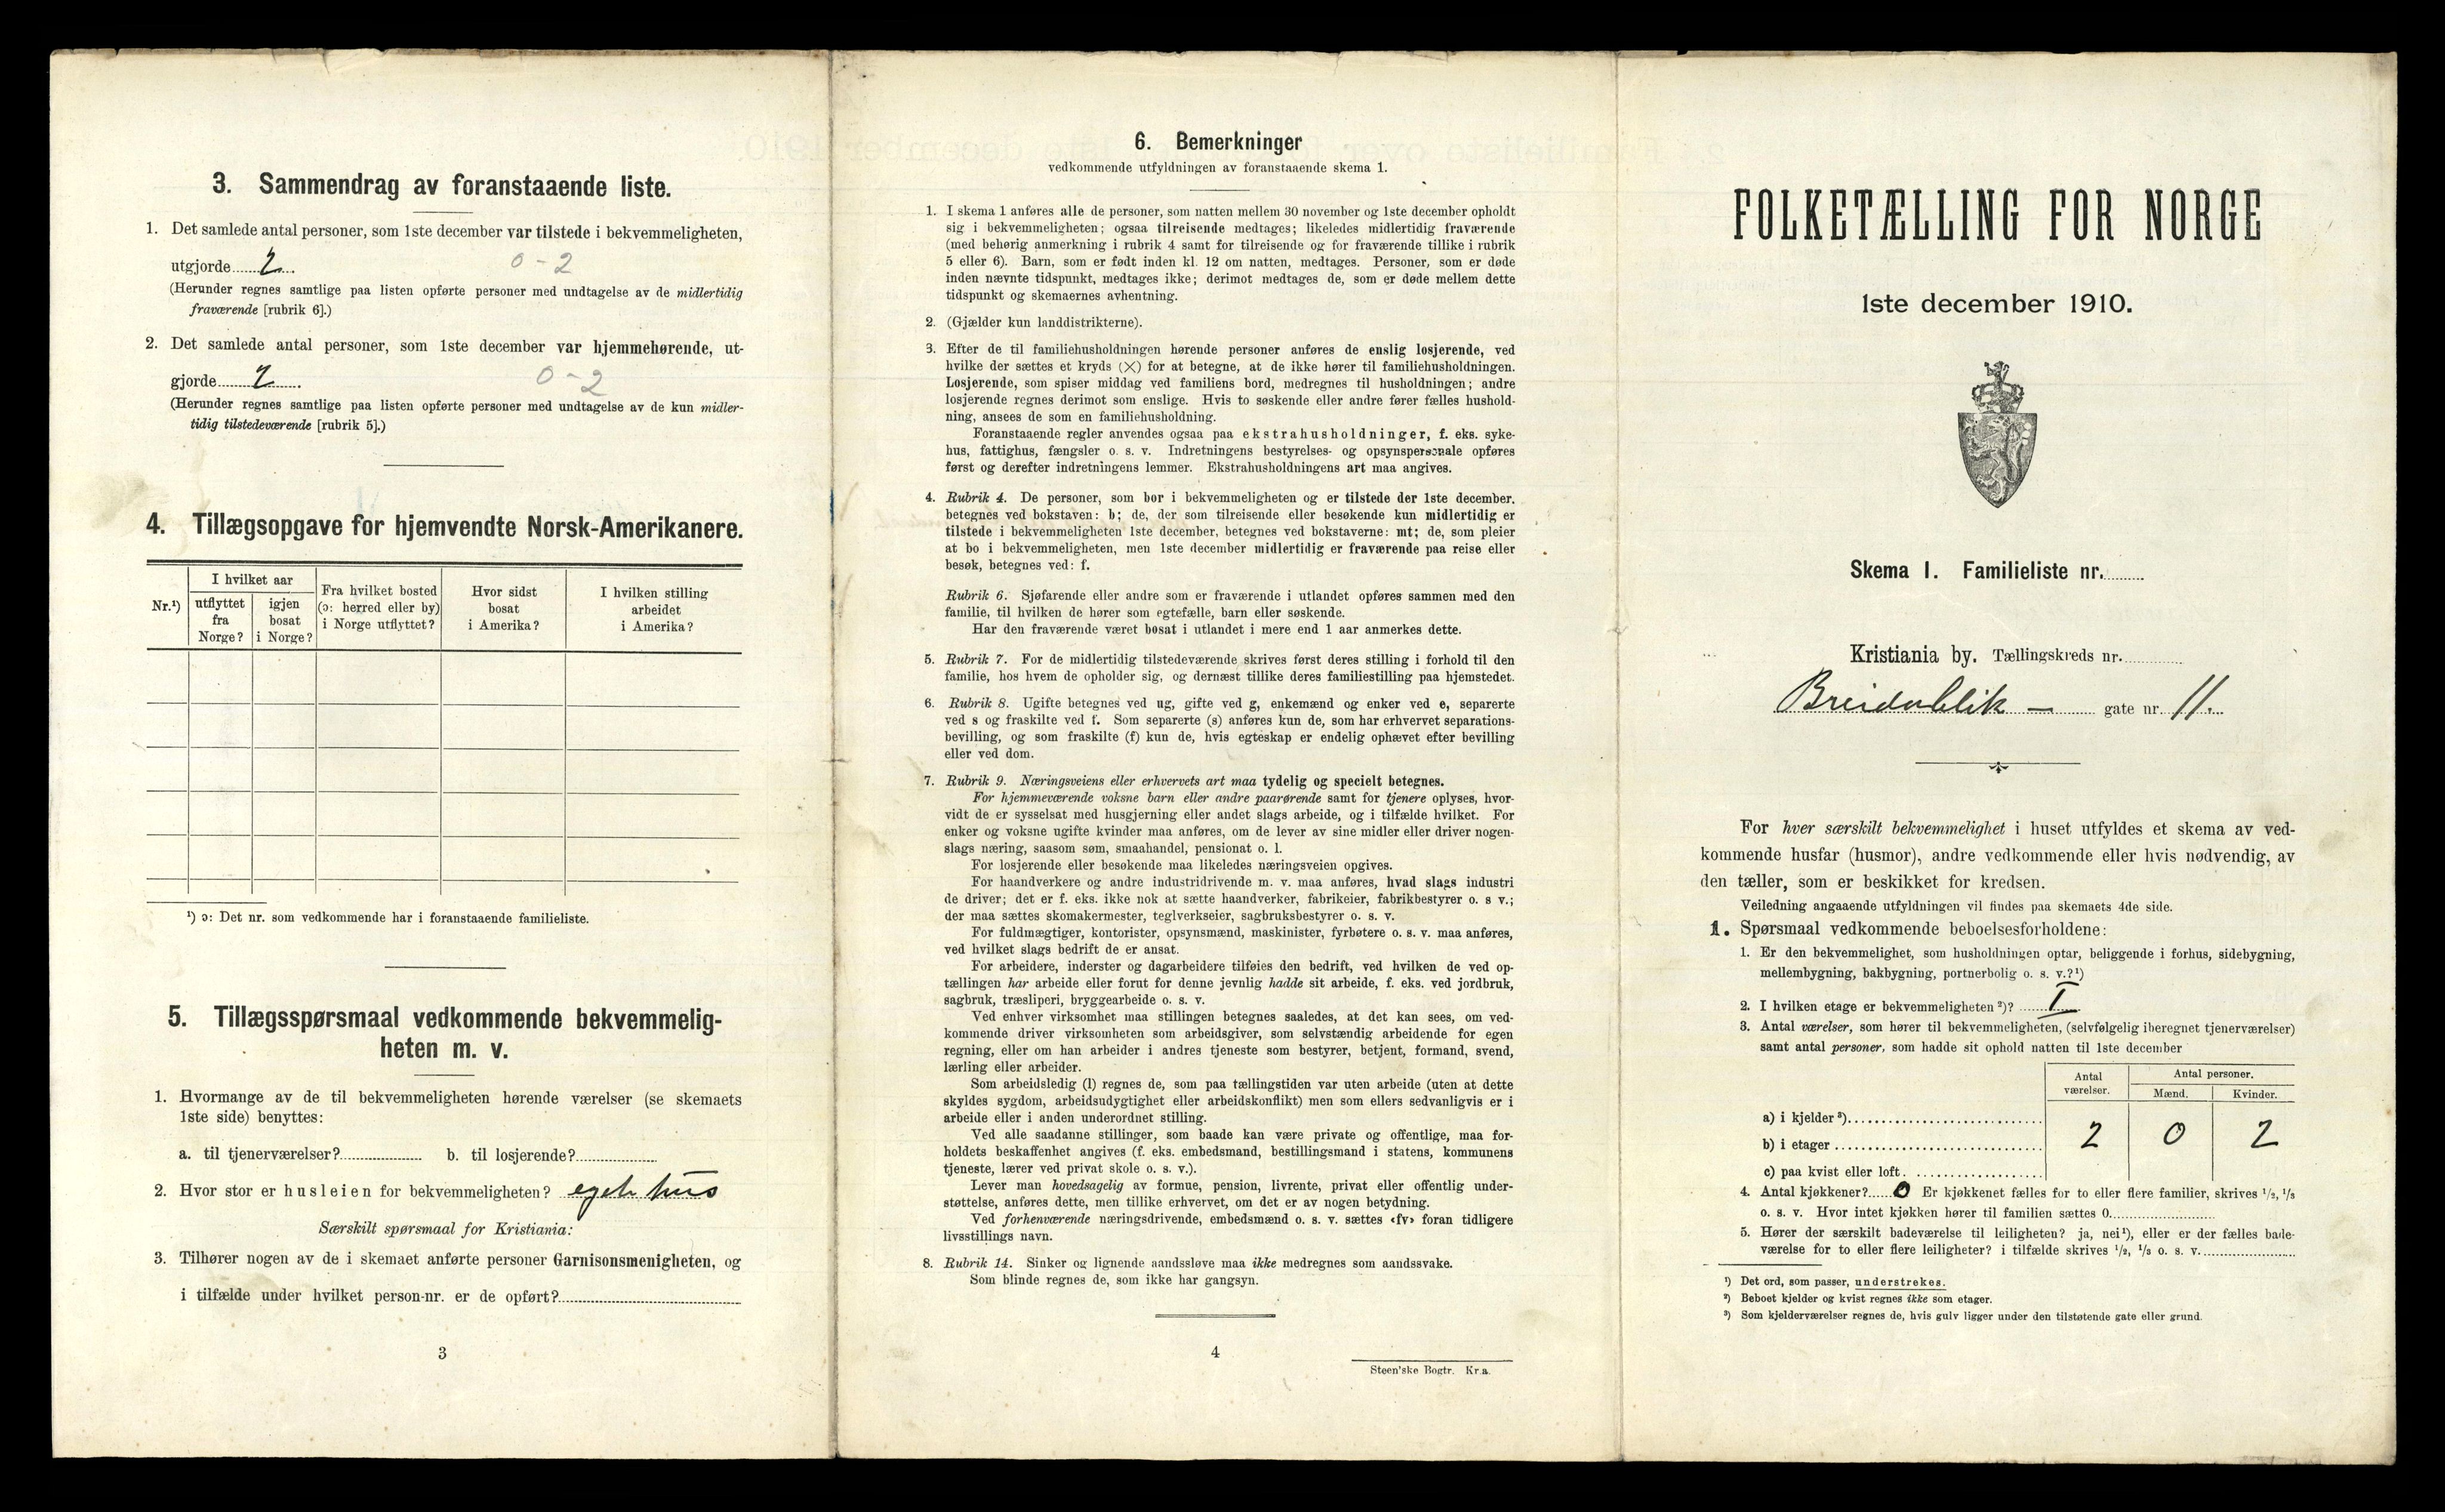 3. Sammendrag av foranstaaende liste.
1. Det samlede antal personer, som 1ste december var tilstede i bekvemmeligheten,
utgjorde 2 0 - 2
(Herunder regnes samtlige paa listen opførte personer med undtagelse av de midlertidig
fraværende [rubrik 6].)
2. Det samlede antal personer, som 1ste december var hjemmehørende, ut-
gjorde 2 0 - 2
(Herunder regnes samtlige paa listen opførte personer med undtagelse av de kun midler-
tidig tilstedeværende [rubrik 5].)
4. Tillægsopgave for hjemvendte Norsk-Amerikanere.
Nr.¹)
I hvilket aar
utflyttet
fra
Norge?
igjen
bosat
i Norge?
Fra hvilket bosted
(ɔ: herred eller by)
i Norge utflyttet?
Hvor sidst
bosat
i Amerika?
I hvilken stilling
arbeidet
i Amerika?
¹) ɔ: Det nr. som vedkommende har i foranstaaende familieliste.
5. Tillægsspørsmaal vedkommende bekvemmelig-
heten m. v.
1. Hvormange av de til bekvemmeligheten hørende værelser (se skemaets
1ste side) benyttes:
a. til tjenerværelser? b. til losjerende?
2. Hvor stor er husleien for bekvemmeligheten? eget hus
Særskilt spørsmaal for Kristiania:
3. Tilhører nogen av de i skemaet anførte personer Garnisonsmenigheten, og
i tilfælde under hvilket person-nr. er de opført?
3
6. Bemerkninger
vedkommende utfyldningen av foranstaaende skema 1.
1. I skema 1 anføres alle de personer, som natten mellem 30 november og 1ste december opholdt
sig i bekvemmeligheten; ogsaa tilreisende medtages; likeledes midlertidig fraværende
(med behørig anmerkning i rubrik 4 samt for tilreisende og for fraværende tillike i rubrik
5 eller 6). Barn, som er født inden kl. 12 om natten, medtages. Personer, som er døde
inden nævnte tidspunkt, medtages ikke; derimot medtages de, som er døde mellem dette
tidspunkt og skemaernes avhentning.
2. (Gjælder kun landdistrikterne).
3. Efter de til familiehusholdningen hørende personer anføres de enslig losjerende, ved
hvilke der sættes et kryds (×) for at betegne, at de ikke hører til familiehusholdningen.
Losjerende, som spiser middag ved familiens bord, medregnes til husholdningen; andre
losjerende regnes derimot som enslige. Hvis to søskende eller andre fører fælles hushold-
ning, ansees de som en familiehusholdning.
Foranstaaende regler anvendes ogsaa paa ekstrahusholdninger, f. eks. syke-
hus, fattighus, fængsler o. s. v. Indretningens bestyrelses- og opsynspersonale opføres
først og derefter indretningens lemmer. Ekstrahusholdningens art maa angives.
4. Rubrik 4. De personer, som bor i bekvemmeligheten og er tilstede der 1ste december,
betegnes ved bokstaven: b; de, der som tilreisende eller besøkende kun midlertidig er
tilstede i bekvemmeligheten 1ste december, betegnes ved bokstaverne: mt; de, som pleier
at bo i bekvemmeligheten, men 1ste december midlertidig er fraværende paa reise eller
besøk, betegnes ved: f.
Rubrik 6. Sjøfarende eller andre som er fraværende i utlandet opføres sammen med den
familie, til hvilken de hører som egtefælle, barn eller søskende.
Har den fraværende været bosat i utlandet i mere end 1 aar anmerkes dette.
5. Rubrik 7. For de midlertidig tilstedeværende skrives først deres stilling i forhold til den
familie, hos hvem de opholder sig, og dernæst tillike deres familiestilling paa hjemstedet.
6. Rubrik 8. Ugifte betegnes ved ug, gifte ved g, enkemænd og enker ved e, separerte
ved s og fraskilte ved f. Som separerte (s) anføres kun de, som har erhvervet separations-
bevilling, og som fraskilte (f) kun de, hvis egteskap er endelig ophævet efter bevilling
eller ved dom.
7. Rubrik 9. Næringsveiens eller erhvervets art maa tydelig og specielt betegnes.
For hjemmeværende voksne barn eller andre paarørende samt for tjenere oplyses, hvor-
vidt de er sysselsat med husgjerning eller andet slags arbeide, og i tilfælde hvilket. For
enker og voksne ugifte kvinder maa anføres, om de lever av sine midler eller driver nogen-
slags næring, saasom søm, smaahandel, pensionat o. l.
For losjerende eller besøkende maa likeledes næringsveien opgives.
For haandverkere og andre industridrivende m. v. maa anføres, hvad slags industri
de driver; det er f. eks. ikke nok at sætte haandverker, fabrikeier, fabrikbestyrer o. s v.;
der maa sættes skomakermester, teglverkseier, sagbruksbestyrer o. s. v.
For fuldmægtiger, kontorister, opsynsmænd, maskinister, fyrbøtere o. s. v. maa anføres,
ved hvilket slags bedrift de er ansat.
For arbeidere, inderster og dagarbeidere tilføies den bedrift, ved hvilken de ved op-
tællingen har arbeide eller forut for denne jevnlig hadde sit arbeide, f. eks. ved jordbruk,
sagbruk, træsliperi, bryggearbeide o. s. v.
Ved enhver virksomhet maa stillingen betegnes saaledes, at det kan sees, om ved-
kommende driver virksomheten som arbeidsgiver, som selvstændig arbeidende for egen
regning, eller om han arbeider i andres tjeneste som bestyrer, betjent, formand, svend,
lærling eller arbeider.
Som arbeidsledig (l) regnes de, som paa tællingstiden var uten arbeide (uten at dette
skyldes sygdom, arbeidsudygtighet eller arbeidskonflikt) men som ellers sedvanligvis er i
arbeide eller i anden underordnet stilling.
Ved alle saadanne stillinger, som baade kan være private og offentlige, maa for-
holdets beskaffenhet angives (f. eks. embedsmand, bestillingsmand i statens, kommunens
tjeneste, lærer ved privat skole o. s. v.).
Lever man hovedsagelig av formue, pension, livrente, privat eller offentlig under-
støttelse, anføres dette, men tillike erhvervet, om det er av nogen betydning.
Ved forhenværende næringsdrivende, embedsmænd o. s. v. sættes «fv» foran tidligere
livsstillings navn.
8. Rubrik 14. Sinker og lignende aandssløve maa ikke medregnes som aandssvake.
Som blinde regnes de, som ikke har gangsyn.
4
Steen'ske Bogtr. Kr.a.
FOLKETÆLLING FOR NORGE
1ste december 1910.
Skema 1. Familieliste nr.
Kristiania by. Tællingskreds nr.
Breidablik — gate nr. 11.
For hver særskilt bekvemmelighet i huset utfyldes et skema av ved-
kommende husfar (husmor), andre vedkommende eller hvis nødvendig, av
den tæller, som er beskikket for kredsen.
Veiledning angaaende utfyldningen vil findes paa skemaets 4de side.
1. Spørsmaal vedkommende beboelsesforholdene:
1. Er den bekvemmelighet, som husholdningen optar, beliggende i forhus, sidebygning,
mellembygning, bakbygning, portnerbolig o. s. v.?¹)
2. I hvilken etage er bekvemmeligheten²)? I
3. Antal værelser, som hører til bekvemmeligheten, (selvfølgelig iberegnet tjenerværelser)
samt antal personer, som hadde sit ophold natten til 1ste december
Antal
værelser.
Antal personer.
Mænd. Kvinder.
a) i kjelder³)
b) i etager 2 0 2
c) paa kvist eller loft
4. Antal kjøkkener? 0 Er kjøkkenet fælles for to eller flere familier, skrives ¹/₂, ¹/₃
o. s. v. Hvor intet kjøkken hører til familien sættes 0.
5. Hører der særskilt badeværelse til leiligheten? ja, nei¹), eller er der fælles bade-
værelse for to eller flere leiligheter? i tilfælde skrives ¹/₂, ¹/₃ o. s. v.
¹) Det ord, som passer, understrekes.
²) Beboet kjelder og kvist regnes ikke som etager.
³) Som kjelderværelser regnes de, hvis gulv ligger under den tilstøtende gate eller grund.